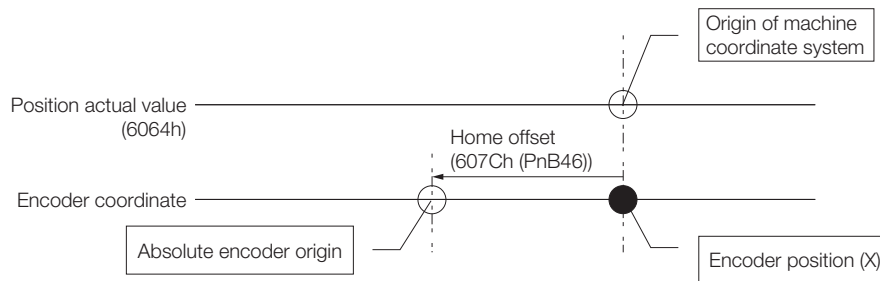 Origin of machine
coordinate system
Position actual value
(6064h)
Home offset
(607Ch (PnB46))
Encoder coordinate
Absolute encoder origin
Encoder position (X)